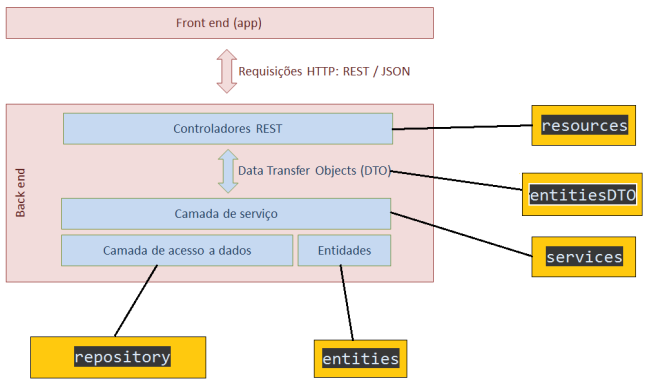 Front end (app)
Requisições HTTP: REST / JSON
Back end
Controladores REST
resources
Data Transfer Objects (DTO)
entitiesDTO
Camada de serviço
services
Camada de acesso a dados
Entidades
repository
entities